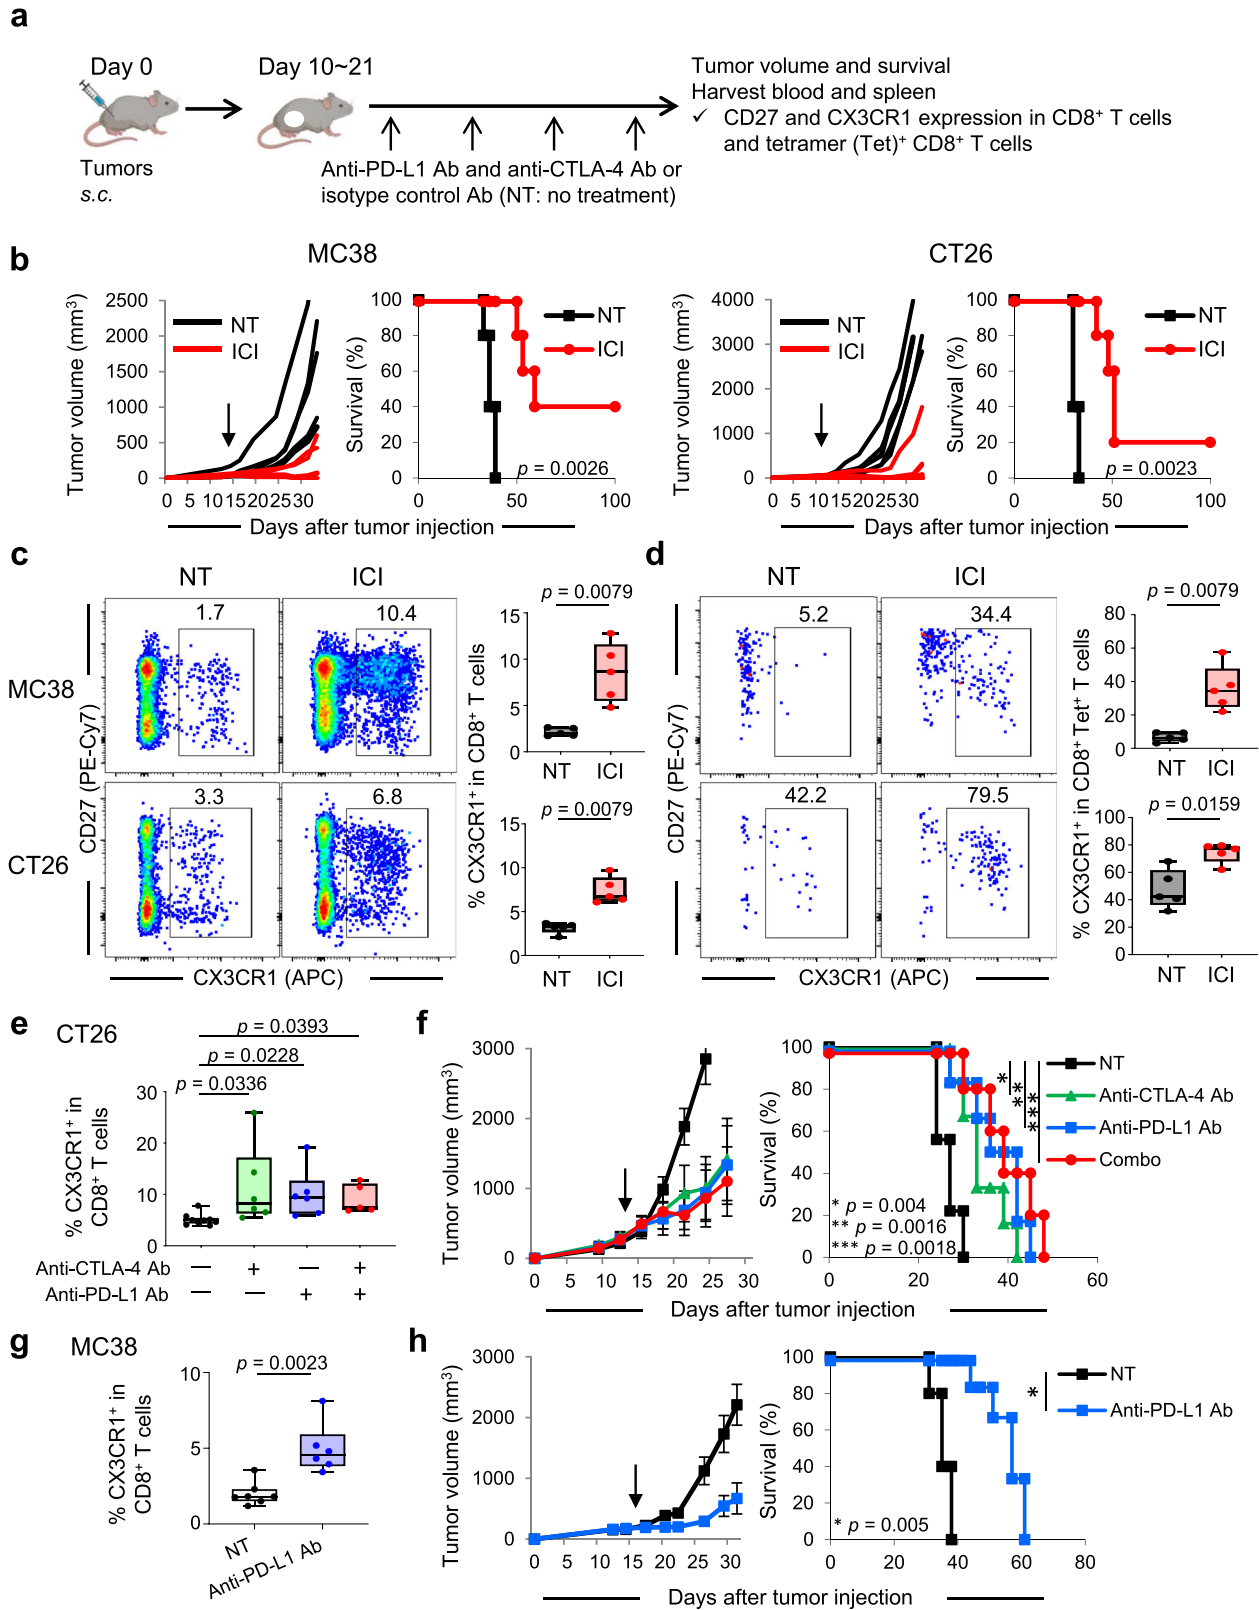 a
Day 0
Day 10~21
Tumors
s.c.
Anti-PD-L1 Ab and anti-CTLA-4 Ab or
isotype control Ab (NT: no treatment)
Tumor volume and survival
Harvest blood and spleen
✓ CD27 and CX3CR1 expression in CD8⁺ T cells
and tetramer (Tet)⁺ CD8⁺ T cells
b
MC38
CT26
Tumor volume (mm³)
2500
2000
1500
1000
500
0
NT
ICI
0 5 10 15 20 25 30
Survival (%)
100
80
60
40
20
0
NT
ICI
p = 0.0026
0 50 100
Days after tumor injection
Tumor volume (mm³)
4000
3000
2000
1000
0
NT
ICI
0 5 10 15 20 25 30
Survival (%)
100
80
60
40
20
0
NT
ICI
p = 0.0023
0 50 100
Days after tumor injection
c
NT
ICI
MC38
CT26
1.7
10.4
3.3
6.8
CD27 (PE-Cy7)
CX3CR1 (APC)
% CX3CR1⁺ in CD8⁺ T cells
p = 0.0079
15
10
5
0
NT ICI
p = 0.0079
15
10
5
0
NT ICI
d
NT
ICI
5.2
34.4
42.2
79.5
CD27 (PE-Cy7)
CX3CR1 (APC)
% CX3CR1⁺ in CD8⁺ Tet⁺ T cells
p = 0.0079
80
60
40
20
0
NT ICI
p = 0.0159
100
80
60
40
20
0
NT ICI
e
CT26
p = 0.0393
p = 0.0228
p = 0.0336
% CX3CR1⁺ in
CD8⁺ T cells
30
20
10
0
Anti-CTLA-4 Ab — + — +
Anti-PD-L1 Ab — — + +
f
Tumor volume (mm³)
3000
2000
1000
0
0 5 10 15 20 25 30
Survival (%)
100
80
60
40
20
0
* p = 0.004
** p = 0.0016
*** p = 0.0018
0 20 40 60
*
**
***
NT
Anti-CTLA-4 Ab
Anti-PD-L1 Ab
Combo
Days after tumor injection
g
MC38
p = 0.0023
% CX3CR1⁺ in
CD8⁺ T cells
10
5
0
NT
Anti-PD-L1 Ab
h
Tumor volume (mm³)
3000
2000
1000
0
0 5 10 15 20 25 30
Survival (%)
100
80
60
40
20
0
* p = 0.005
0 20 40 60 80
*
NT
Anti-PD-L1 Ab
Days after tumor injection